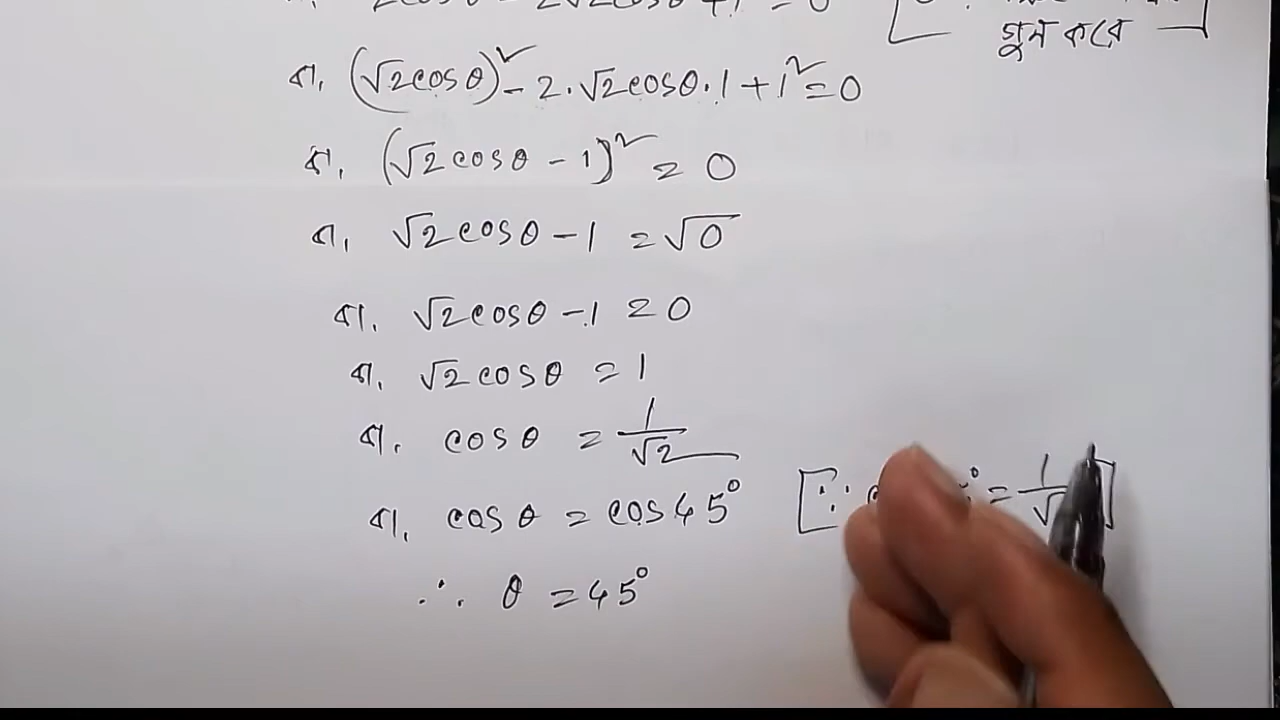 গুন করে
বা, (√2cosθ)² - 2.√2cosθ.1 + 1² = 0
বা, (√2cosθ - 1)² = 0
বা, √2cosθ - 1 = √0
বা, √2cosθ - 1 = 0
বা, √2cosθ = 1
বা, cosθ = 1/√2
বা, cosθ = cos45° [∵ = 1/√ ]
∴ θ = 45°